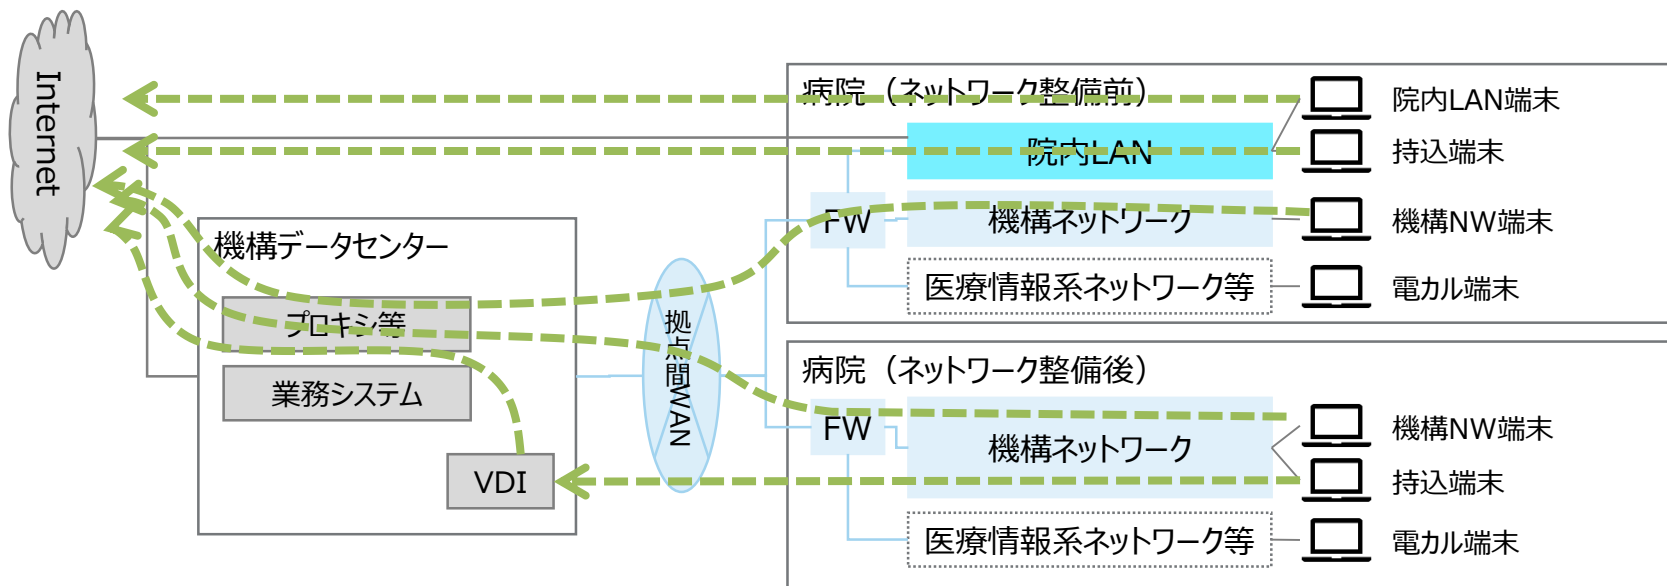 Internet
病院（ネットワーク整備前）
院内LAN
FW
機構ネットワーク
医療情報系ネットワーク等
院内LAN端末
持込端末
機構NW端末
電カル端末
機構データセンター
プロキシ等
業務システム
VDI
拠点間WAN
病院（ネットワーク整備後）
FW
機構ネットワーク
医療情報系ネットワーク等
機構NW端末
持込端末
電カル端末